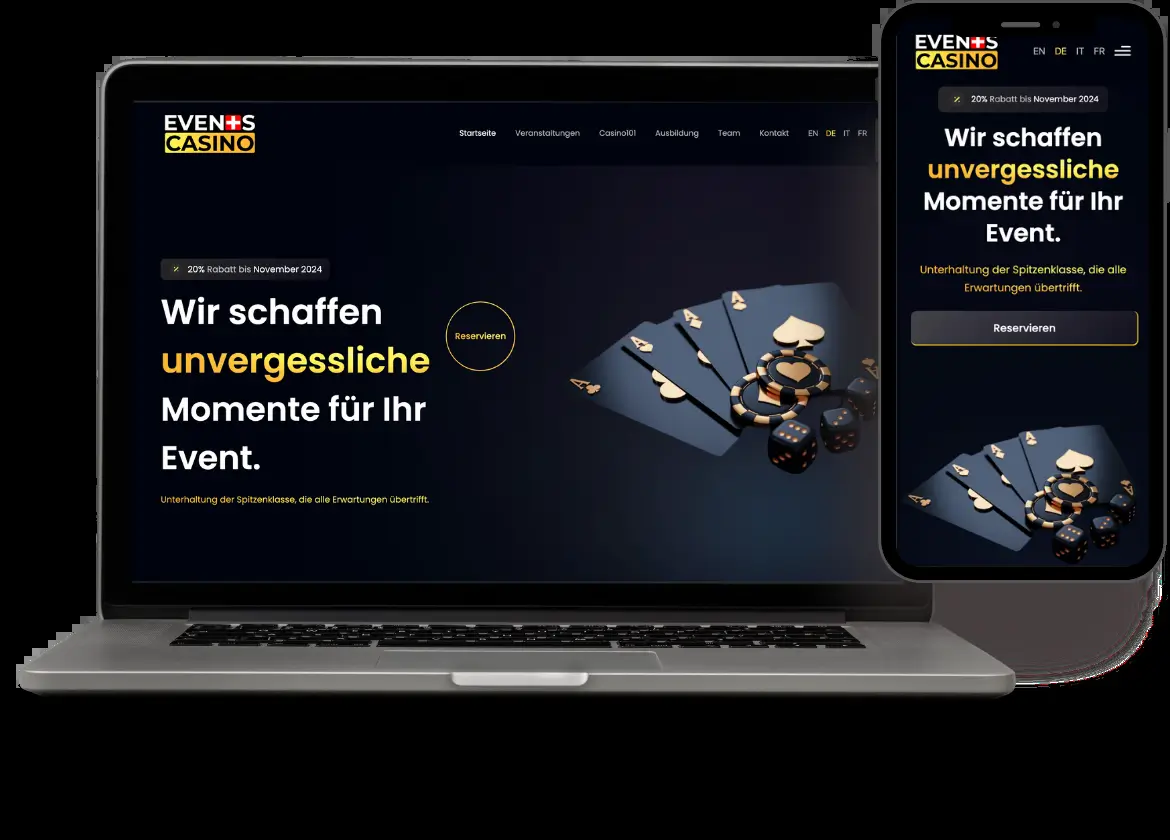 EVEN+S
CASINO
Startseite Veranstaltungen Casino101 Ausbildung Team Kontakt EN DE IT FR
20% Rabatt bis November 2024
Wir schaffen
unvergessliche
Momente für Ihr
Event.
Reservieren
Unterhaltung der Spitzenklasse, die alle Erwartungen übertrifft.
A
A
A
A
EVEN+S
CASINO
EN DE IT FR
20% Rabatt bis November 2024
Wir schaffen
unvergessliche
Momente für Ihr
Event.
Unterhaltung der Spitzenklasse, die alle
Erwartungen übertrifft.
Reservieren
A
A
A
A